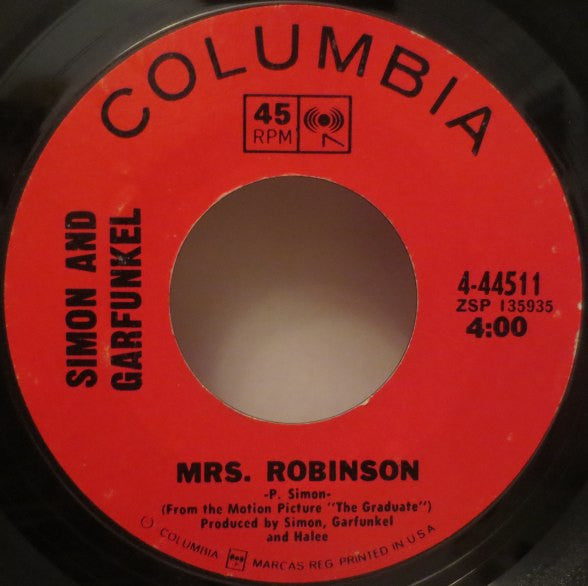 COLUMBIA
45
RPM
SIMON AND
GARFUNKEL
4-44511
ZSP 135935
4:00
MRS. ROBINSON
-P. Simon-
(From the Motion Picture "The Graduate")
Produced by Simon, Garfunkel
and Halee
© COLUMBIA MARCAS REG. PRINTED IN U.S.A.